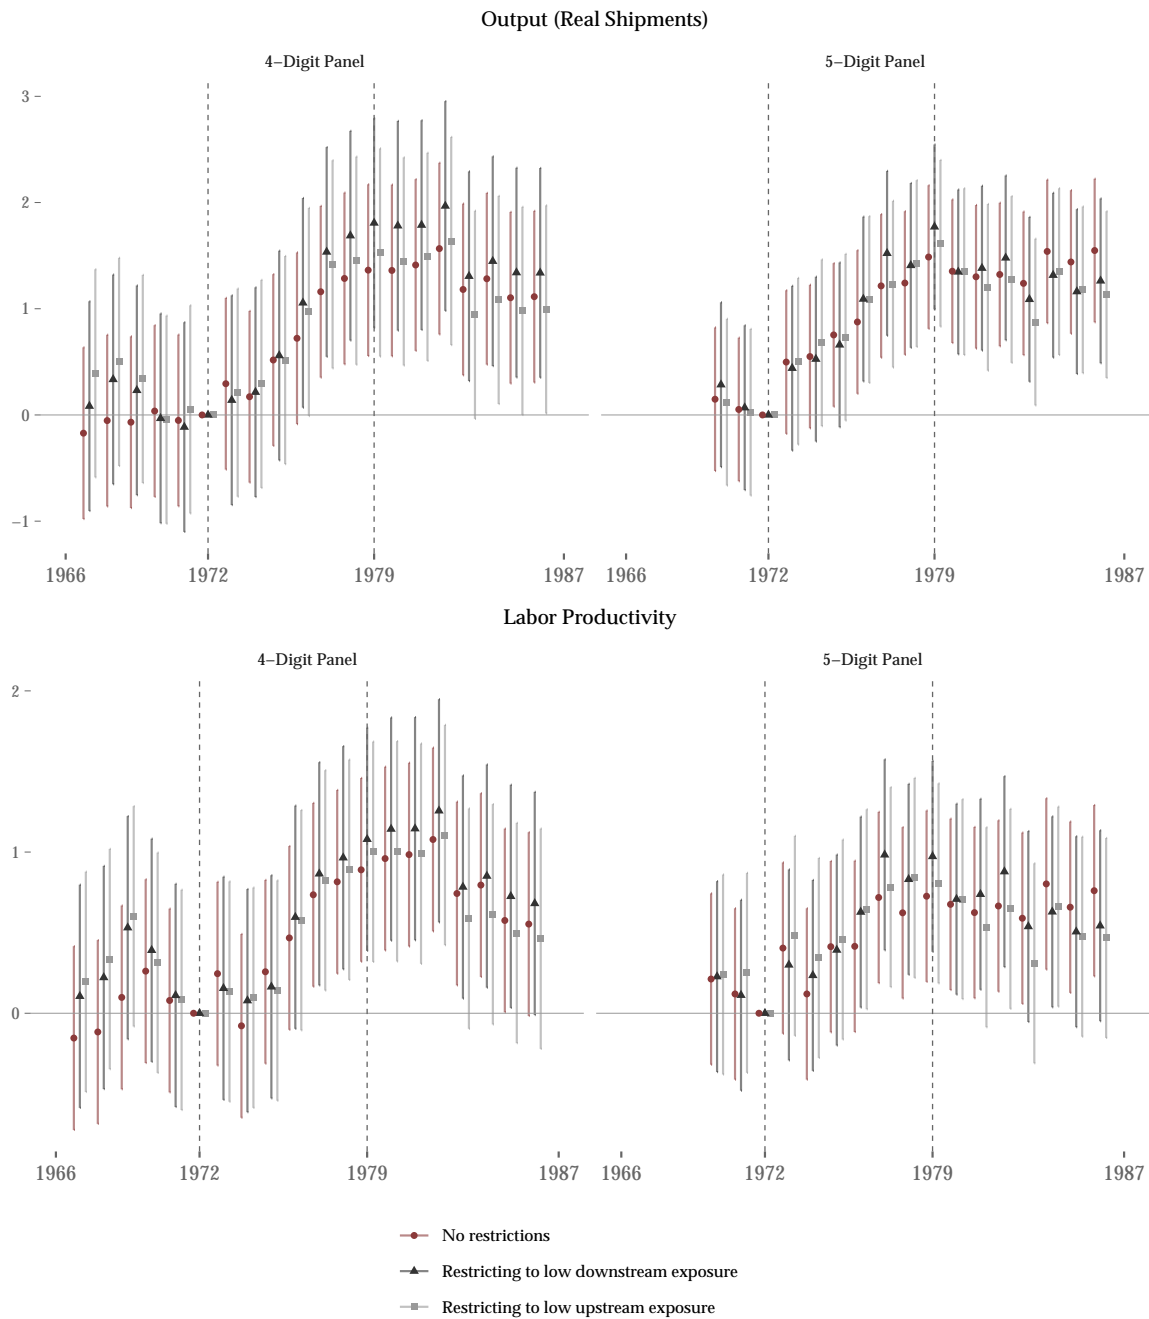 Output (Real Shipments)
4−Digit Panel 5−Digit Panel
3
2
1
0
−1
1966 1972 1979 1987 1966 1972 1979 1987
Labor Productivity
4−Digit Panel 5−Digit Panel
2
1
0
1966 1972 1979 1987 1966 1972 1979 1987
No restrictions
Restricting to low downstream exposure
Restricting to low upstream exposure